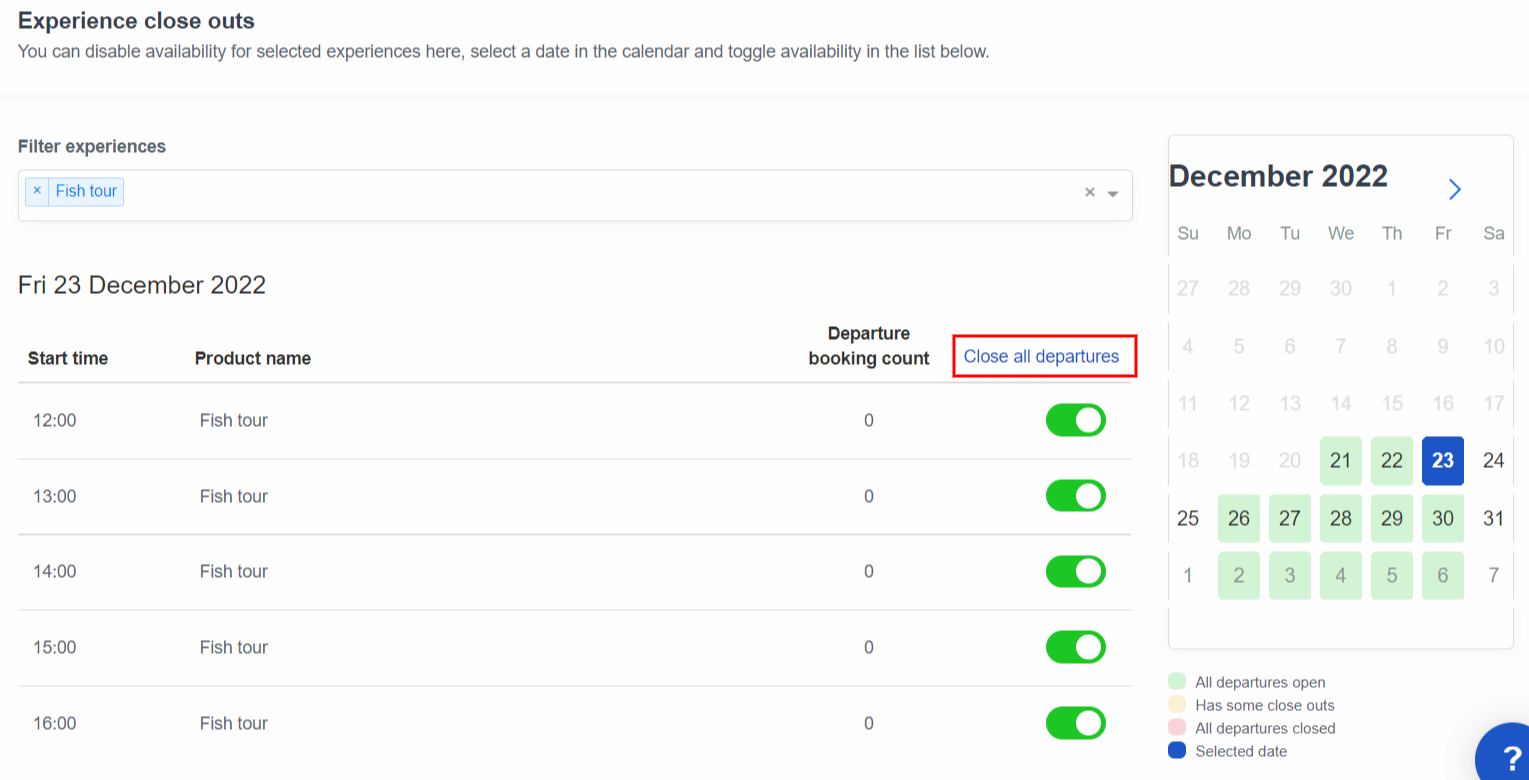 Experience close outs
You can disable availability for selected experiences here, select a date in the calendar and toggle availability in the list below.
Filter experiences
× Fish tour
Fri 23 December 2022
Start time Product name Departure booking count Close all departures
12:00 Fish tour 0
13:00 Fish tour 0
14:00 Fish tour 0
15:00 Fish tour 0
16:00 Fish tour 0
December 2022
Su Mo Tu We Th Fr Sa
27 28 29 30 1 2 3
4 5 6 7 8 9 10
11 12 13 14 15 16 17
18 19 20 21 22 23 24
25 26 27 28 29 30 31
1 2 3 4 5 6 7
All departures open
Has some close outs
All departures closed
Selected date
?